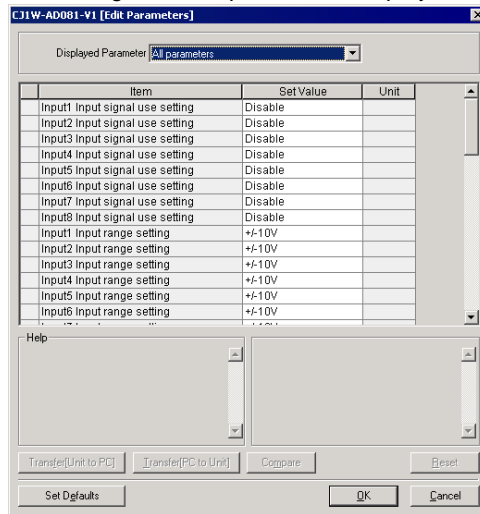 CJ1W-AD081-V1 [Edit Parameters]
Displayed Parameter All parameters
Item Set Value Unit
Input1 Input signal use setting Disable
Input2 Input signal use setting Disable
Input3 Input signal use setting Disable
Input4 Input signal use setting Disable
Input5 Input signal use setting Disable
Input6 Input signal use setting Disable
Input7 Input signal use setting Disable
Input8 Input signal use setting Disable
Input1 Input range setting +/-10V
Input2 Input range setting +/-10V
Input3 Input range setting +/-10V
Input4 Input range setting +/-10V
Input5 Input range setting +/-10V
Input6 Input range setting +/-10V
Help
Transfer[Unit to PC] Transfer[PC to Unit] Compare Reset
Set Defaults OK Cancel